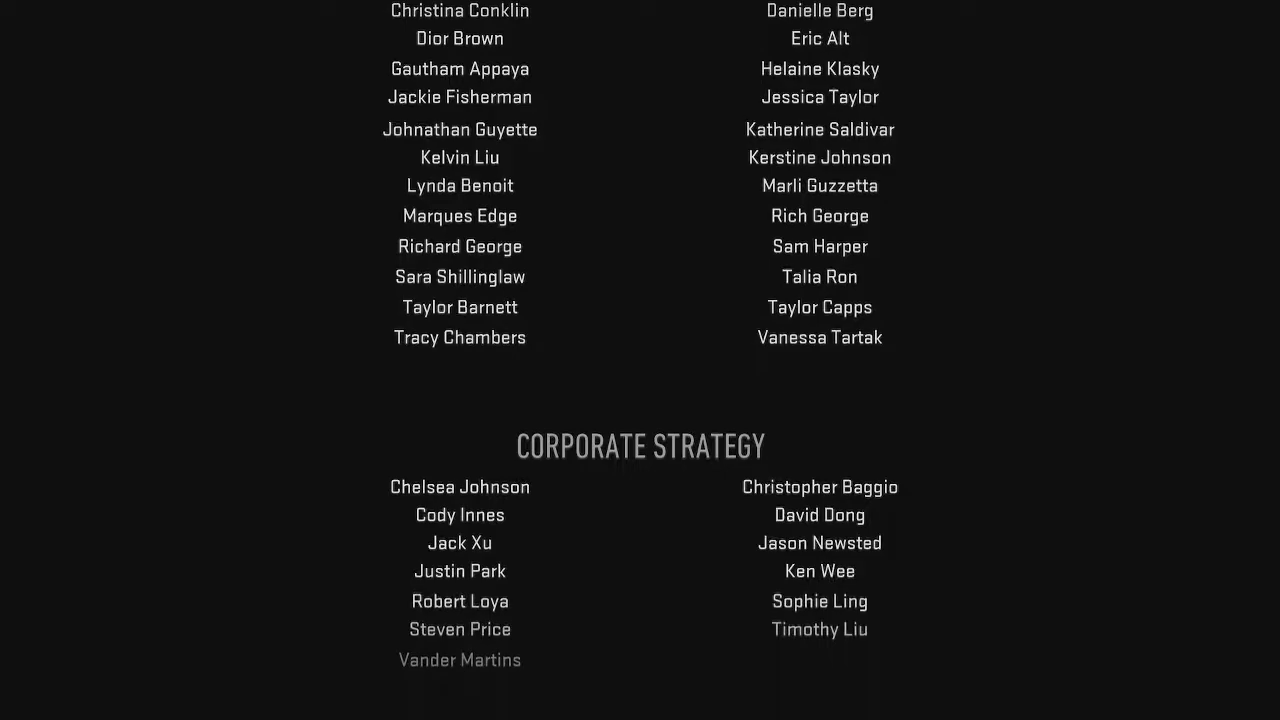 Christina Conklin Danielle Berg
Dior Brown Eric Alt
Gautham Appaya Helaine Klasky
Jackie Fisherman Jessica Taylor
Johnathan Guyette Katherine Saldivar
Kelvin Liu Kerstine Johnson
Lynda Benoit Marli Guzzetta
Marques Edge Rich George
Richard George Sam Harper
Sara Shillinglaw Talia Ron
Taylor Barnett Taylor Capps
Tracy Chambers Vanessa Tartak
CORPORATE STRATEGY
Chelsea Johnson Christopher Baggio
Cody Innes David Dong
Jack Xu Jason Newsted
Justin Park Ken Wee
Robert Loya Sophie Ling
Steven Price Timothy Liu
Vander Martins